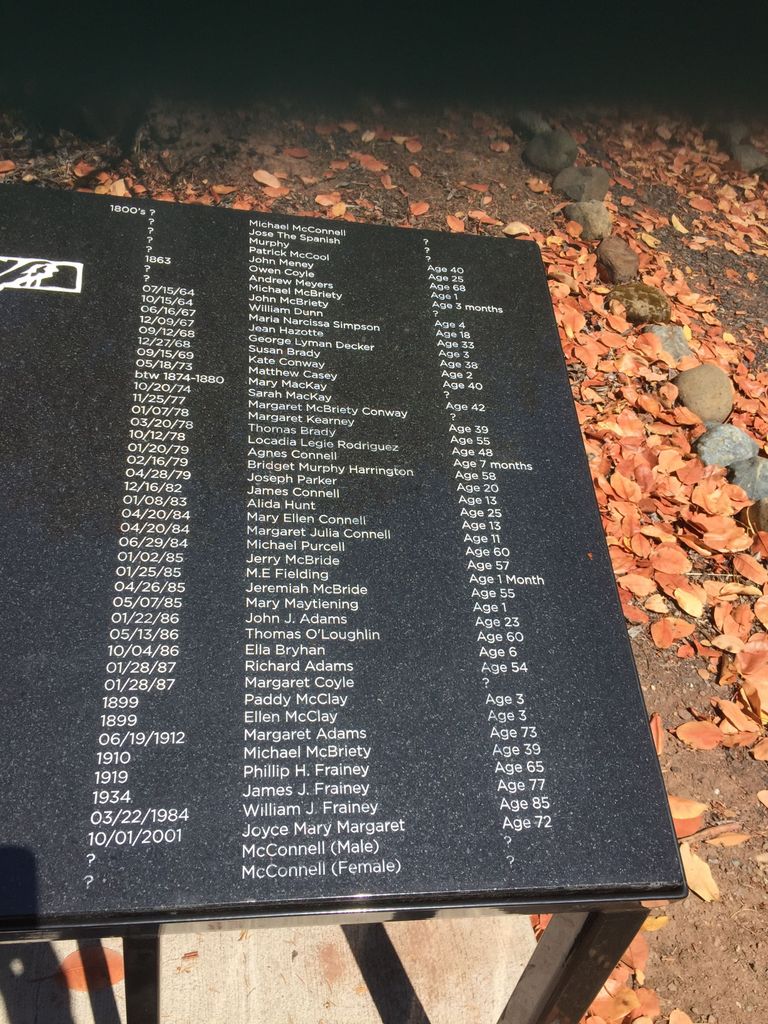 1800's ?
?
?
?
?
1863
?
?
07/15/64
10/15/64
06/16/67
12/09/67
09/12/68
12/27/68
09/15/69
05/18/73
btw 1874-1880
10/20/74
11/25/77
01/07/78
03/20/78
10/12/78
01/20/79
02/16/79
04/28/79
12/16/82
01/08/83
04/20/84
04/20/84
06/29/84
01/02/85
01/25/85
04/26/85
05/07/85
01/22/86
05/13/86
10/04/86
01/28/87
01/28/87
1899
1899
06/19/1912
1910
1919
1934
03/22/1984
10/01/2001
?
?
Michael McConnell
Jose The Spanish
Murphy
Patrick McCool
John Meney
Owen Coyle
Andrew Meyers
Michael McBriety
John McBriety
William Dunn
Maria Narcissa Simpson
Jean Hazotte
George Lyman Decker
Susan Brady
Kate Conway
Matthew Casey
Mary MacKay
Sarah MacKay
Margaret McBriety Conway
Margaret Kearney
Thomas Brady
Locadia Legie Rodriguez
Agnes Connell
Bridget Murphy Harrington
Joseph Parker
James Connell
Alida Hunt
Mary Ellen Connell
Margaret Julia Connell
Michael Purcell
Jerry McBride
M.E Fielding
Jeremiah McBride
Mary Maytiening
John J. Adams
Thomas O'Loughlin
Ella Bryhan
Richard Adams
Margaret Coyle
Paddy McClay
Ellen McClay
Margaret Adams
Michael McBriety
Phillip H. Frainey
James J. Frainey
William J. Frainey
Joyce Mary Margaret
McConnell (Male)
McConnell (Female)
?
?
Age 40
Age 25
Age 68
Age 1
Age 3 months
?
Age 4
Age 18
Age 33
Age 3
Age 38
Age 2
Age 40
?
Age 42
?
Age 39
Age 55
Age 48
Age 7 months
Age 58
Age 20
Age 13
Age 25
Age 13
Age 11
Age 60
Age 57
Age 1 Month
Age 55
Age 1
Age 23
Age 60
Age 6
Age 54
?
Age 3
Age 3
Age 73
Age 39
Age 65
Age 77
Age 85
Age 72
?
?